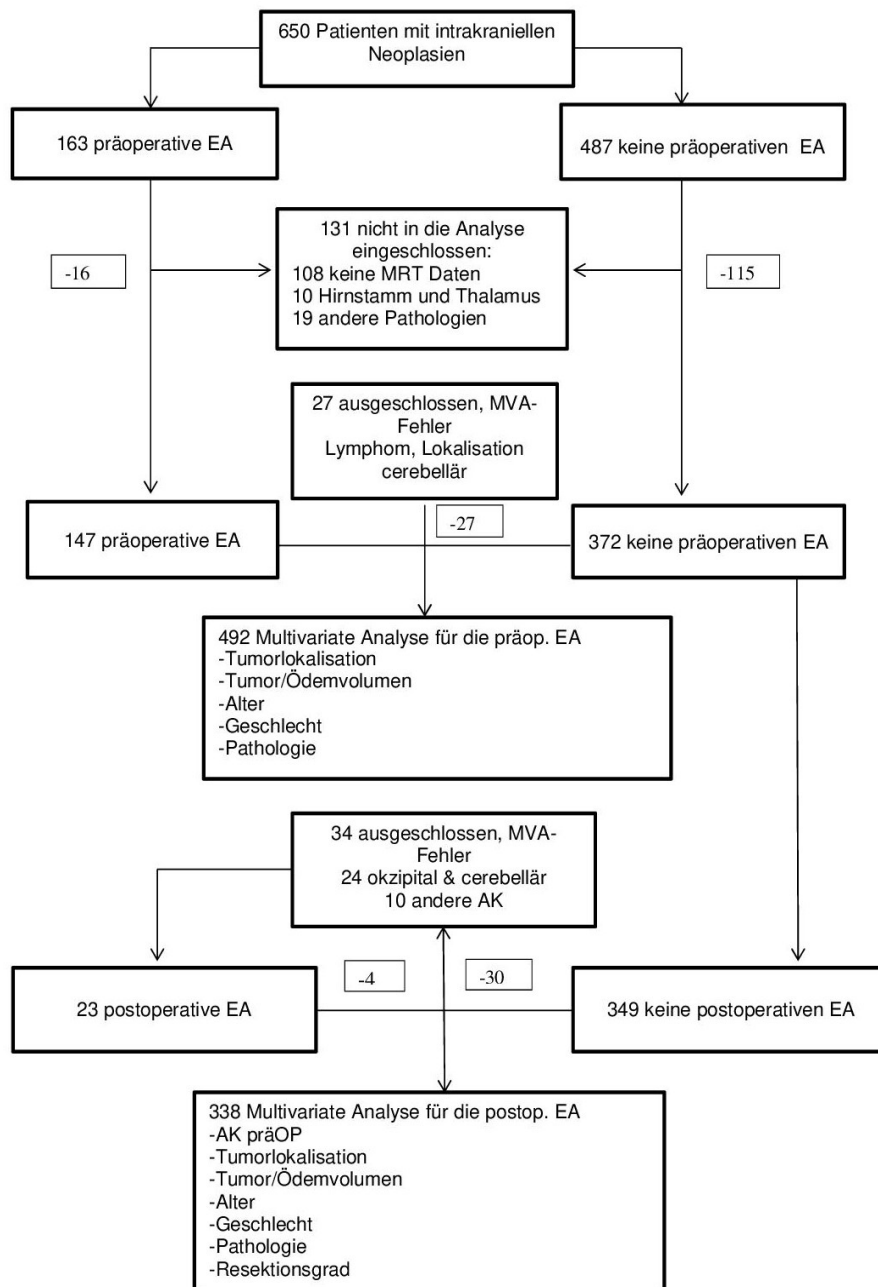 650 Patienten mit intrakraniellen
Neoplasien
163 präoperative EA
487 keine präoperativen EA
131 nicht in die Analyse
eingeschlossen:
108 keine MRT Daten
10 Hirnstamm und Thalamus
19 andere Pathologien
-16
-115
27 ausgeschlossen, MVA-
Fehler
Lymphom, Lokalisation
cerebellär
-27
147 präoperative EA
372 keine präoperativen EA
492 Multivariate Analyse für die präop. EA
-Tumorlokalisation
-Tumor/Ödemvolumen
-Alter
-Geschlecht
-Pathologie
34 ausgeschlossen, MVA-
Fehler
24 okzipital & cerebellär
10 andere AK
-4
-30
23 postoperative EA
349 keine postoperativen EA
338 Multivariate Analyse für die postop. EA
-AK präOP
-Tumorlokalisation
-Tumor/Ödemvolumen
-Alter
-Geschlecht
-Pathologie
-Resektionsgrad